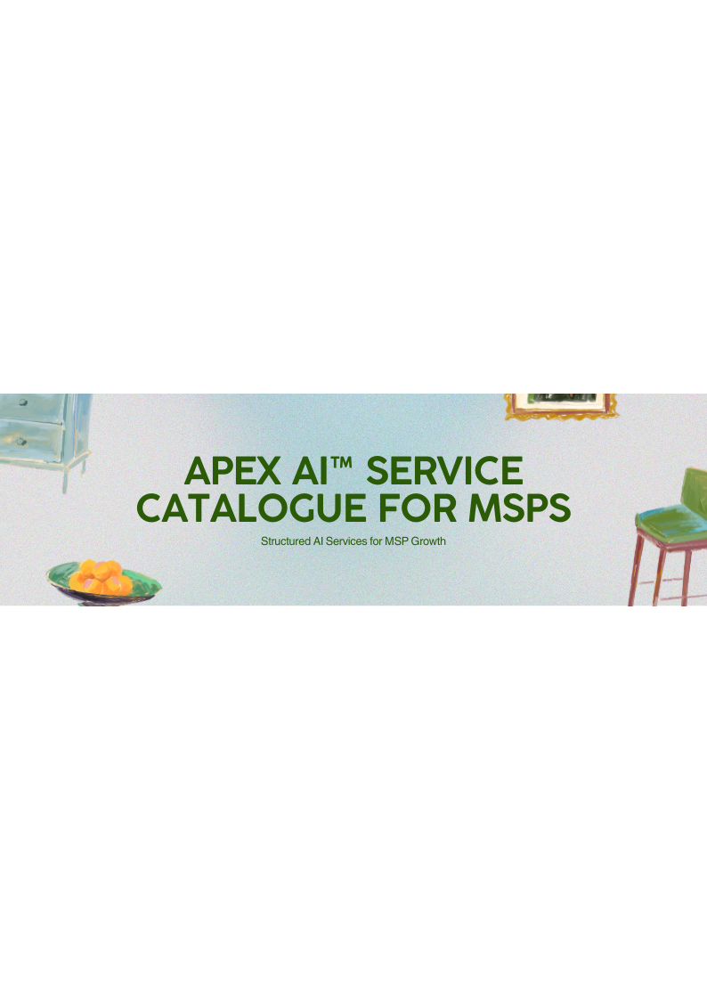 APEX AI™ SERVICE
CATALOGUE FOR MSPS
Structured AI Services for MSP Growth